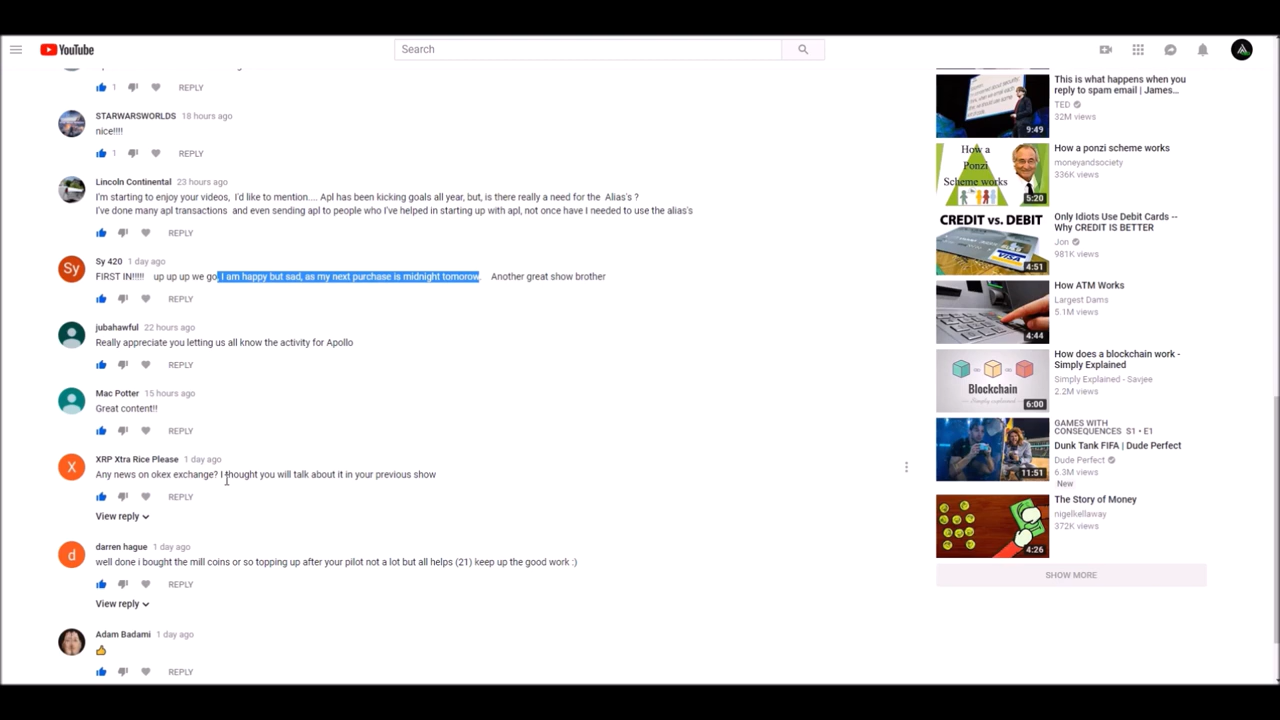 YouTube
Search
1 REPLY
STARWARSWORLDS 18 hours ago
nice!!!!
1 REPLY
Lincoln Continental 23 hours ago
I'm starting to enjoy your videos, I'd like to mention.... Apl has been kicking goals all year, but, is there really a need for the Alias's ?
I've done many apl transactions and even sending apl to people who I've helped in starting up with apl, not once have I needed to use the alias's
REPLY
Sy
Sy 420 1 day ago
FIRST IN!!!!! up up up we go. I am happy but sad, as my next purchase is midnight tomorow. Another great show brother
REPLY
jubahawful 22 hours ago
Really appreciate you letting us all know the activity for Apollo
REPLY
Mac Potter 15 hours ago
Great content!!
REPLY
X
XRP Xtra Rice Please 1 day ago
Any news on okex exchange? I thought you will talk about it in your previous show
REPLY
View reply
d
darren hague 1 day ago
well done i bought the mill coins or so topping up after your pilot not a lot but all helps (21) keep up the good work :)
REPLY
View reply
Adam Badami 1 day ago
👍
REPLY
9:49
This is what happens when you
reply to spam email | James...
TED
32M views
How a
Ponzi
Scheme works
5:20
How a ponzi scheme works
moneyandsociety
336K views
CREDIT vs. DEBIT
VISA
4:51
Only Idiots Use Debit Cards --
Why CREDIT IS BETTER
Jon
981K views
4:44
How ATM Works
Largest Dams
5.1M views
Blockchain
6:00
How does a blockchain work -
Simply Explained
Simply Explained - Savjee
2.2M views
11:51
GAMES WITH
CONSEQUENCES S1 • E1
Dunk Tank FIFA | Dude Perfect
Dude Perfect
6.3M views
New
4:26
The Story of Money
nigelkellaway
372K views
SHOW MORE